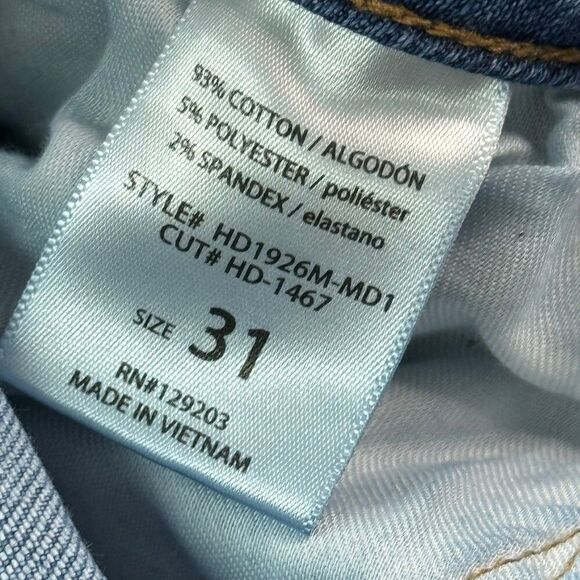 93% COTTON / ALGODÓN
5% POLYESTER / poliéster
2% SPANDEX / elastano
STYLE# HD1926M-MD1
CUT# HD-1467
SIZE 31
RN#129203
MADE IN VIETNAM